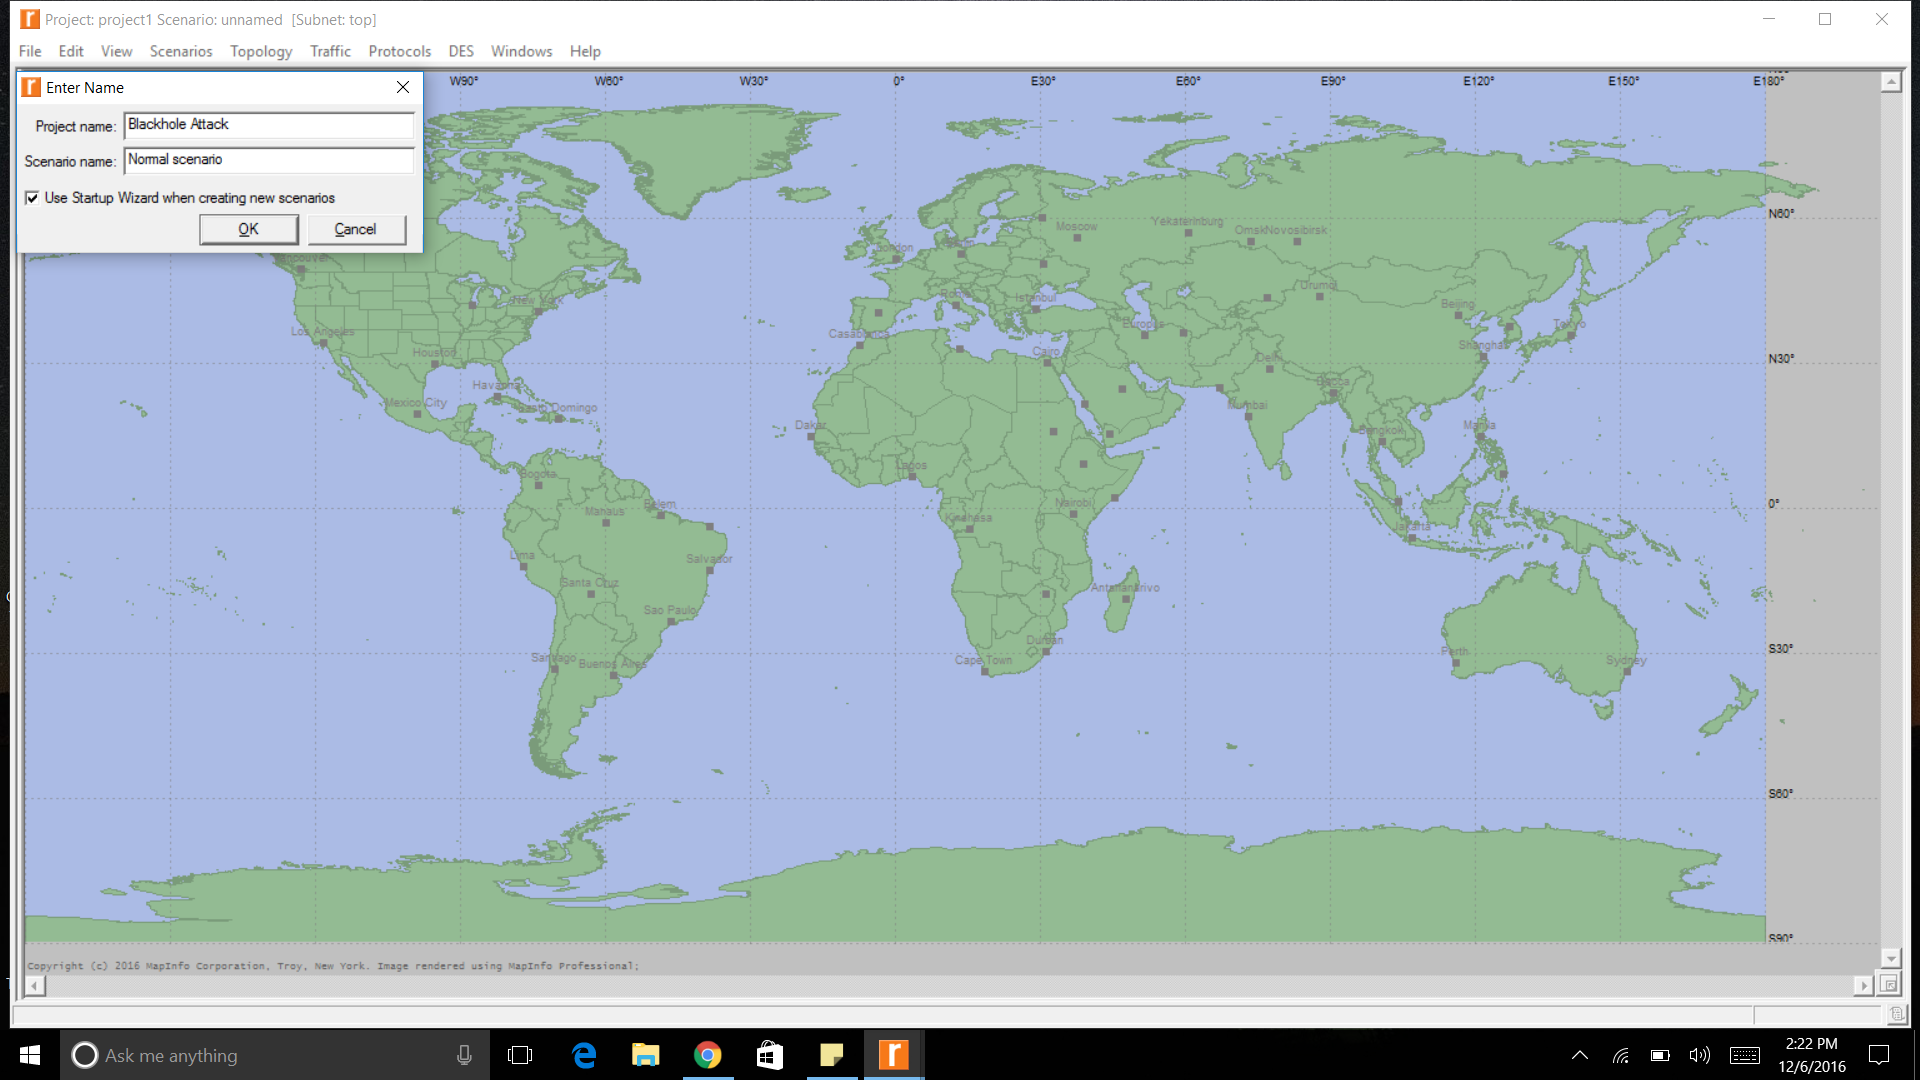 Project: project1 Scenario: unnamed [Subnet: top]
File Edit View Scenarios Topology Traffic Protocols DES Windows Help
Enter Name
Project name: Blackhole Attack
Scenario name: Normal scenario
Use Startup Wizard when creating new scenarios
OK Cancel
W90° W60° W30° 0° E30° E60° E90° E120° E150° E180°
N60°
N30°
0°
S30°
S60°
S90°
Yekaterinburg
Moscow
Omsk Novosibirsk
London
New York
Rome
Istanbul
Urumqi
Beijing
Los Angeles
Casablanca
Tokyo
Houston
Cairo
Shanghai
Delhi
Havanna
Dacca
Mexico City
Santo Domingo
Mumbai
Dakar
Bangkok
Manila
Bogota
Lagos
Belem
Manaus
Nairobi
Kinshasa
Jakarta
Lima
Salvador
Santa Cruz
Antananarivo
Sao Paulo
Durban
Santiago
Buenos Aires
Cape Town
Perth
Sydney
Copyright (c) 2016 MapInfo Corporation, Troy, New York. Image rendered using MapInfo Professional;
Ask me anything
2:22 PM
12/6/2016